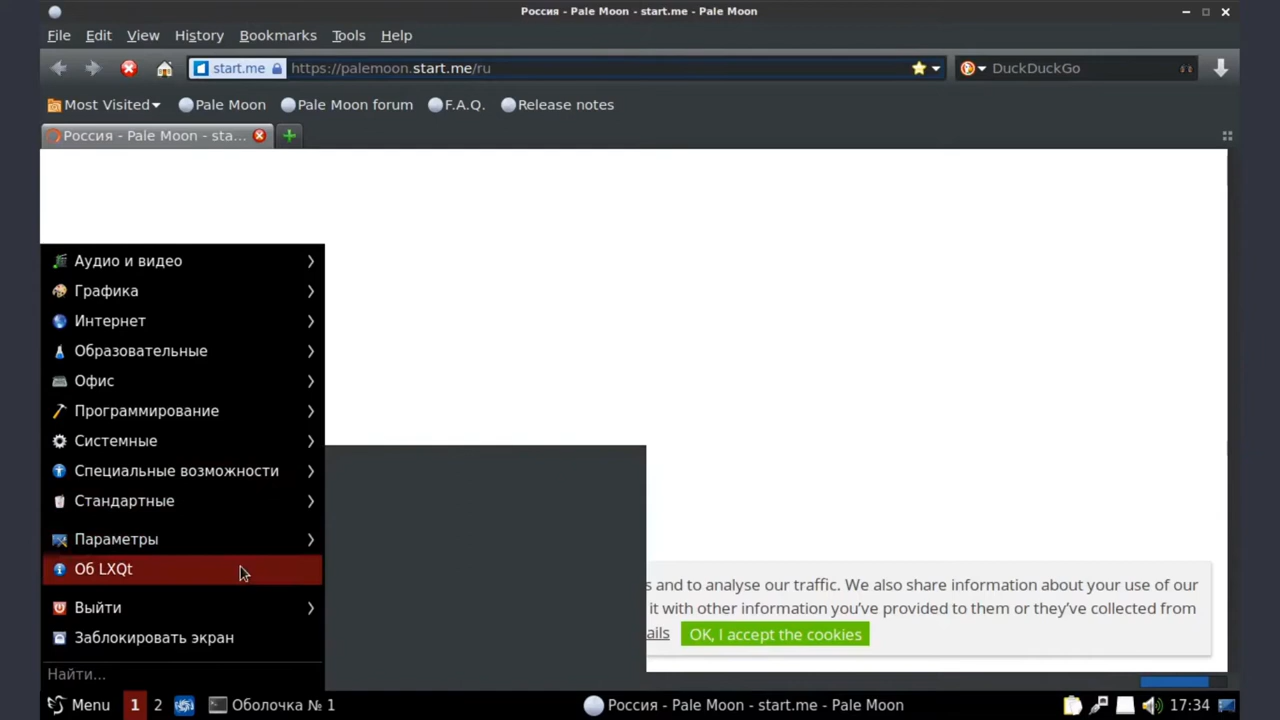 Россия - Pale Moon - start.me - Pale Moon
File Edit View History Bookmarks Tools Help
start.me https://palemoon.start.me/ru DuckDuckGo
Most Visited Pale Moon Pale Moon forum F.A.Q. Release notes
Россия - Pale Moon - sta...
Аудио и видео
Графика
Интернет
Образовательные
Офис
Программирование
Системные
Специальные возможности
Стандартные
Параметры
Об LXQt
Выйти
Заблокировать экран
Найти...
s and to analyse our traffic. We also share information about your use of our
it with other information you’ve provided to them or they’ve collected from
ails OK, I accept the cookies
Menu 1 2 Оболочка № 1 Россия - Pale Moon - start.me - Pale Moon 17:34